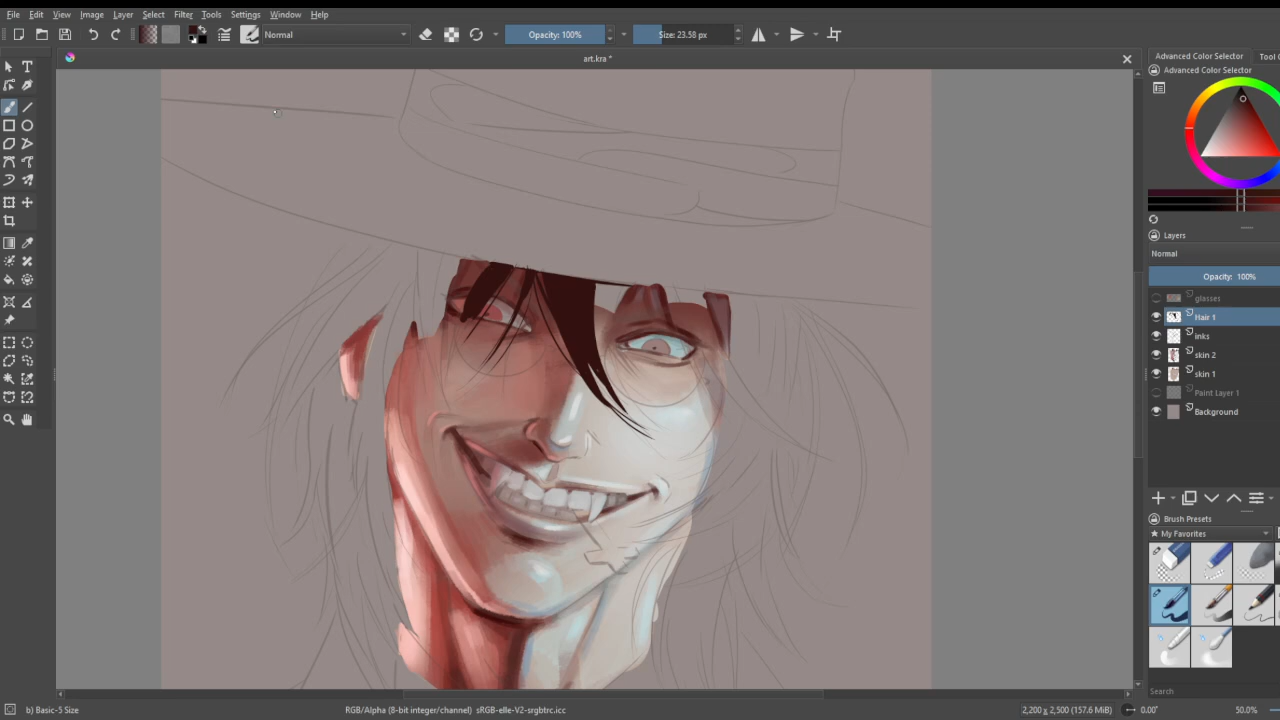 File Edit View Image Layer Select Filter Tools Settings Window Help
Normal
Opacity: 100%
Size: 23.58 px
art.kra *
Advanced Color Selector
Tool
Advanced Color Selector
Layers
Normal
Opacity: 100%
glasses
Hair 1
inks
skin 2
skin 1
Paint Layer 1
Background
Brush Presets
★ My Favorites
Search
b) Basic-5 Size
RGB/Alpha (8-bit integer/channel) sRGB-elle-V2-srgbtrc.icc
2,200 x 2,500 (157.6 MiB)
0.00°
50.0%